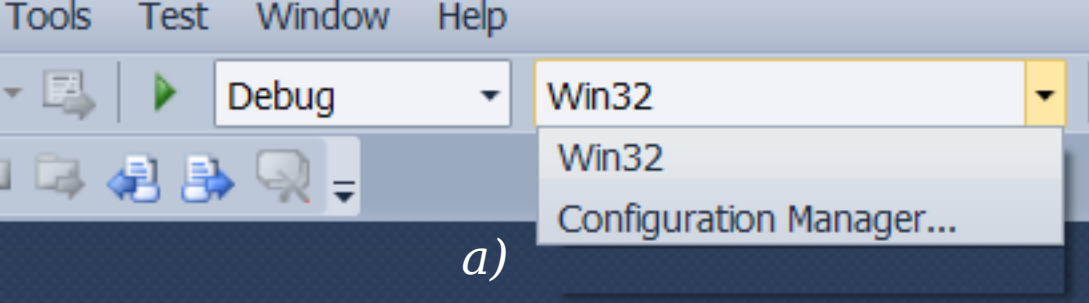 Tools Test Window Help
Debug Win32
Win32
Configuration Manager...
a)